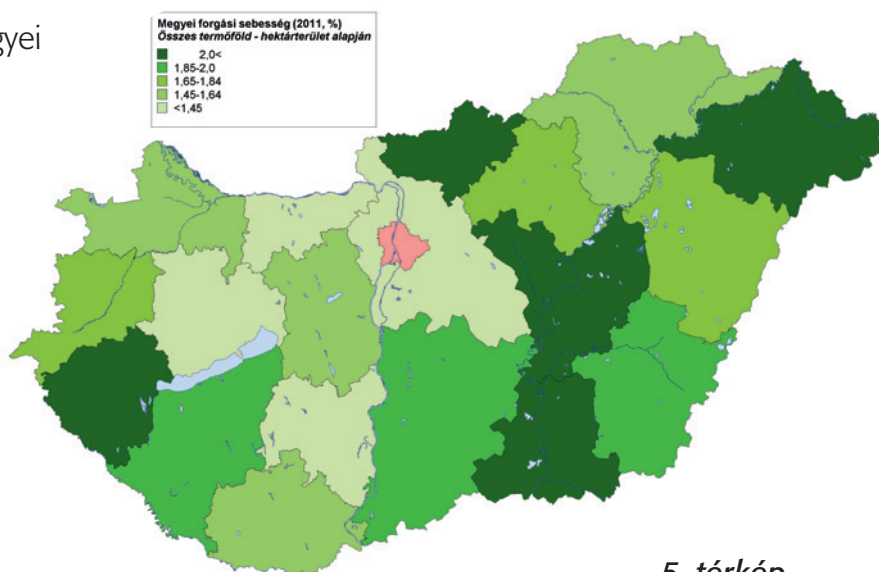 gyei
Megyei forgási sebesség (2011, %)
Összes termőföld - hektárterület alapján
2,0<
1,85-2,0
1,65-1,84
1,45-1,64
<1,45
5. térkép